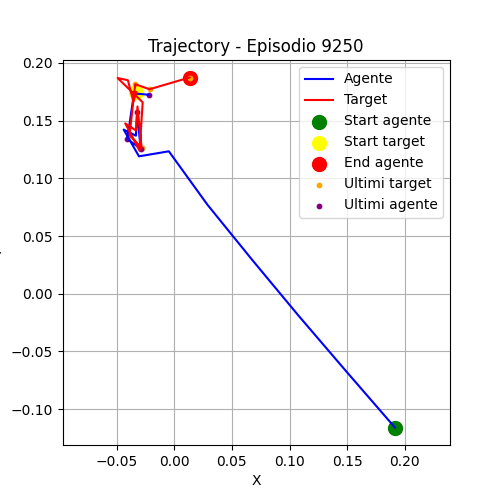 Trajectory - Episodio 9250
Agente
Target
Start agente
Start target
End agente
Ultimi target
Ultimi agente
0.20
0.15
0.10
0.05
0.00
−0.05
−0.10
−0.05
0.00
0.05
0.10
0.15
0.20
X